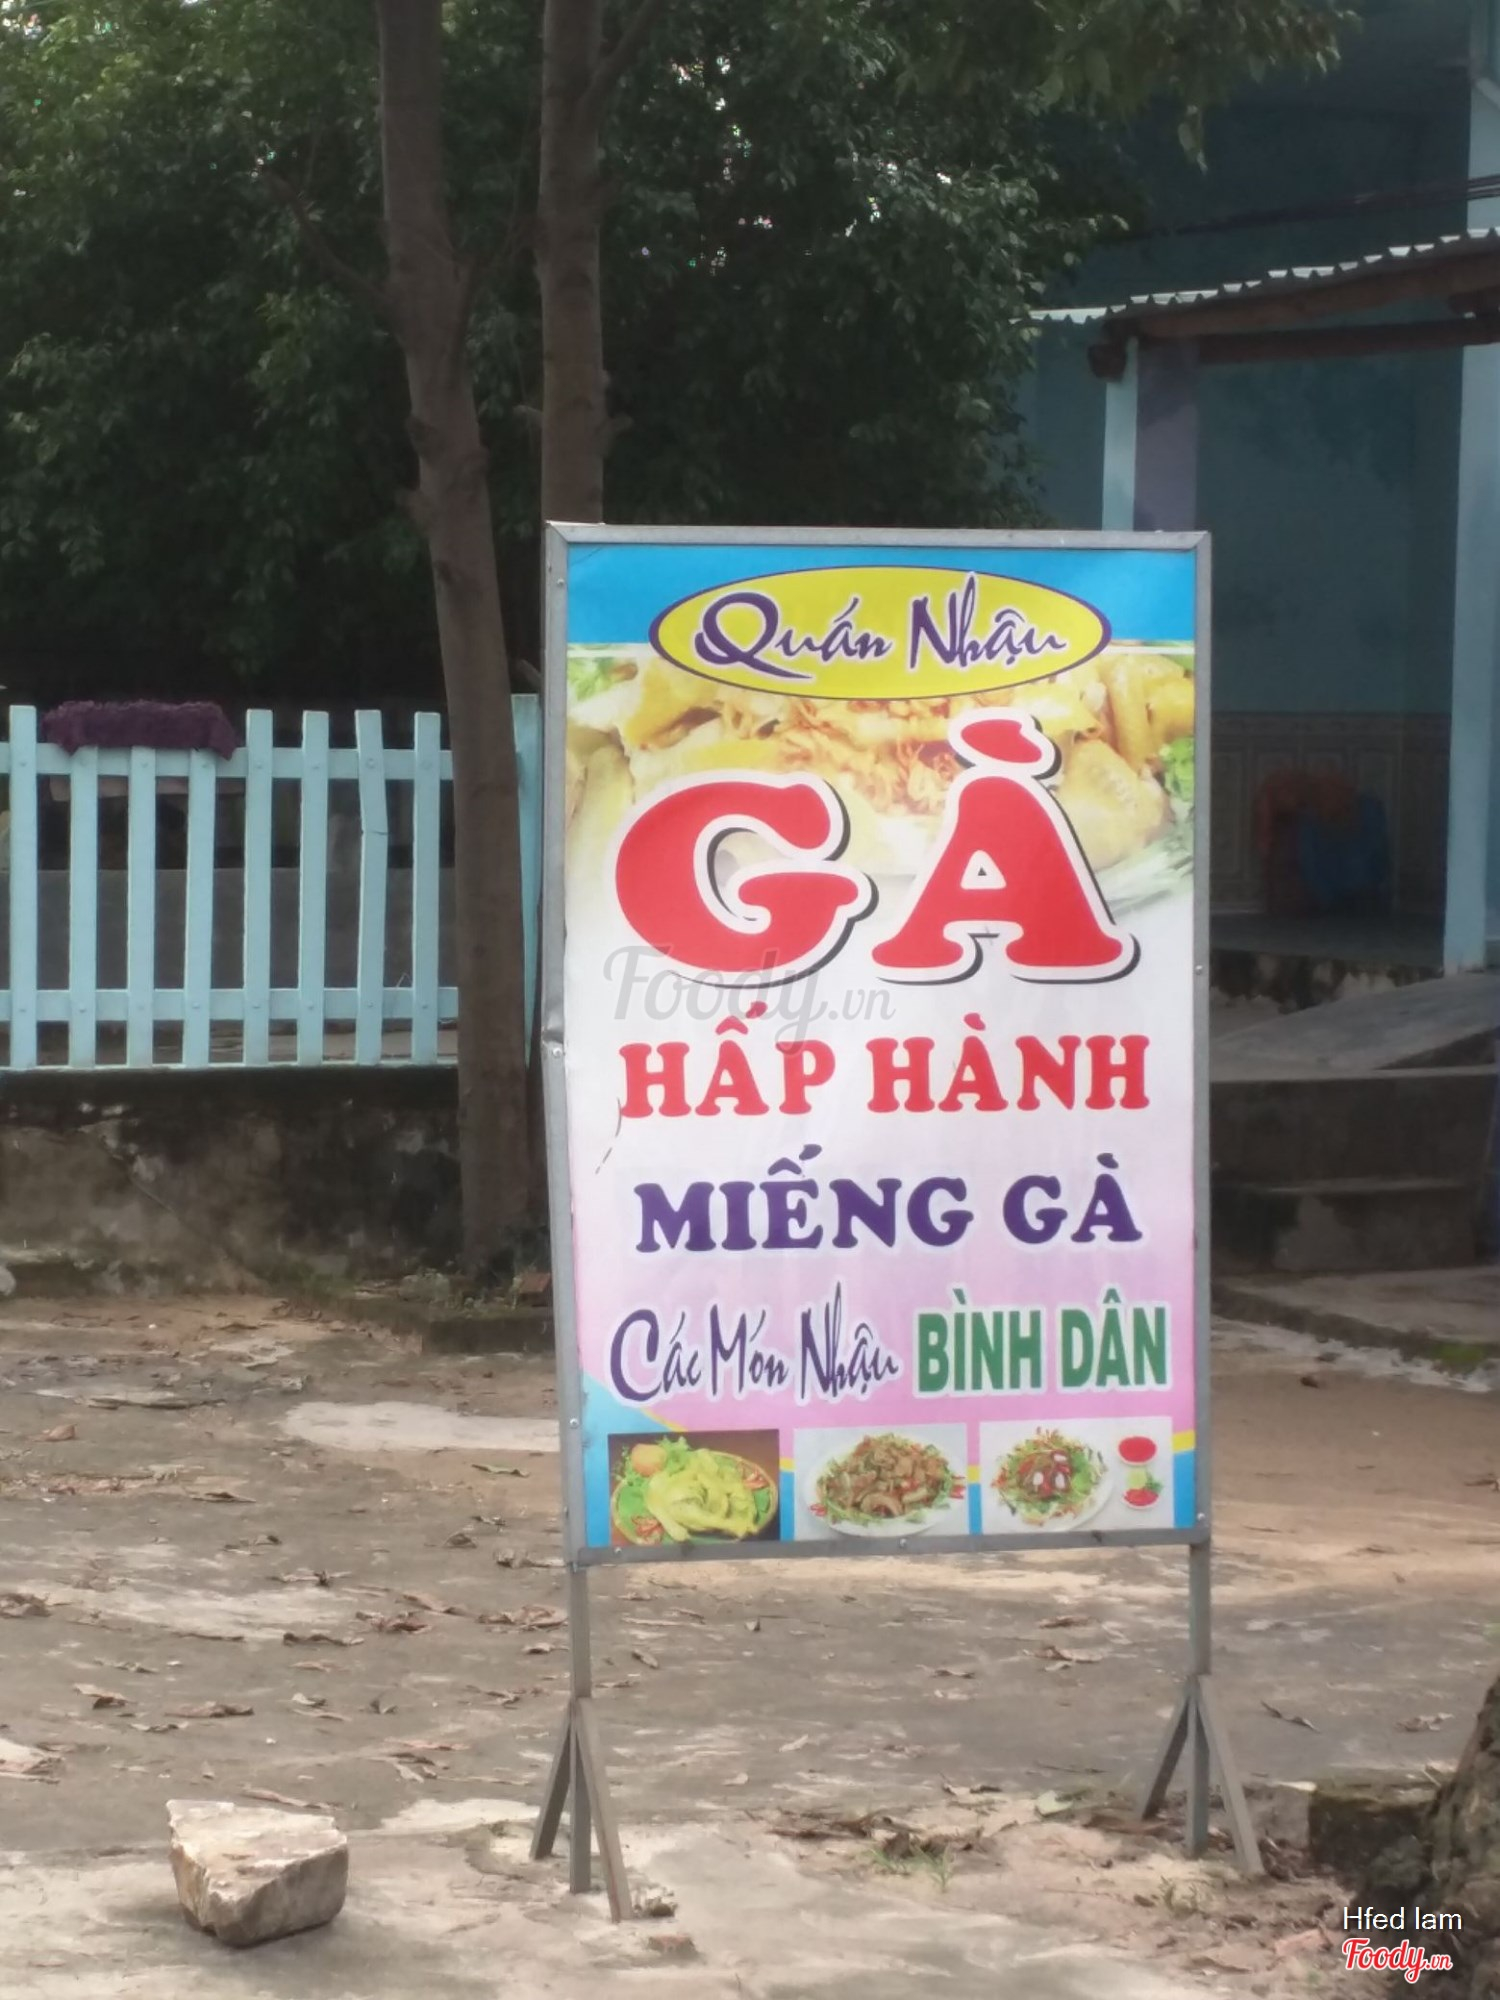 Quán Nhậu
GÀ
Foody.vn
HẤP HÀNH
MIẾNG GÀ
Các Món Nhậu BÌNH DÂN
Hfed lam
Foody.vn